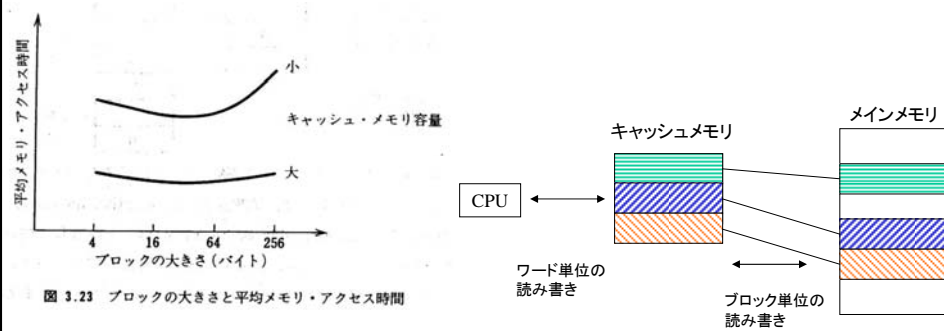 平均メモリ・アクセス時間
小
キャッシュ・メモリ容量
大
4 16 64 256
ブロックの大きさ(バイト)
図 3.23 ブロックの大きさと平均メモリ・アクセス時間
キャッシュメモリ
メインメモリ
CPU
ワード単位の
読み書き
ブロック単位の
読み書き